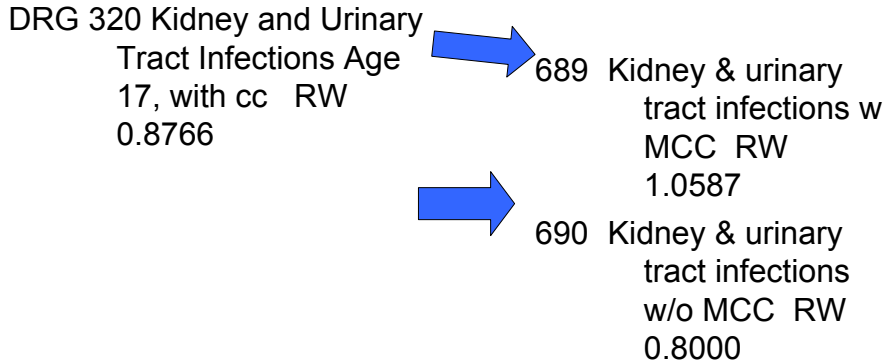 DRG 320 Kidney and Urinary
Tract Infections Age
17, with cc RW
0.8766
689 Kidney & urinary
tract infections w
MCC RW
1.0587
690 Kidney & urinary
tract infections
w/o MCC RW
0.8000